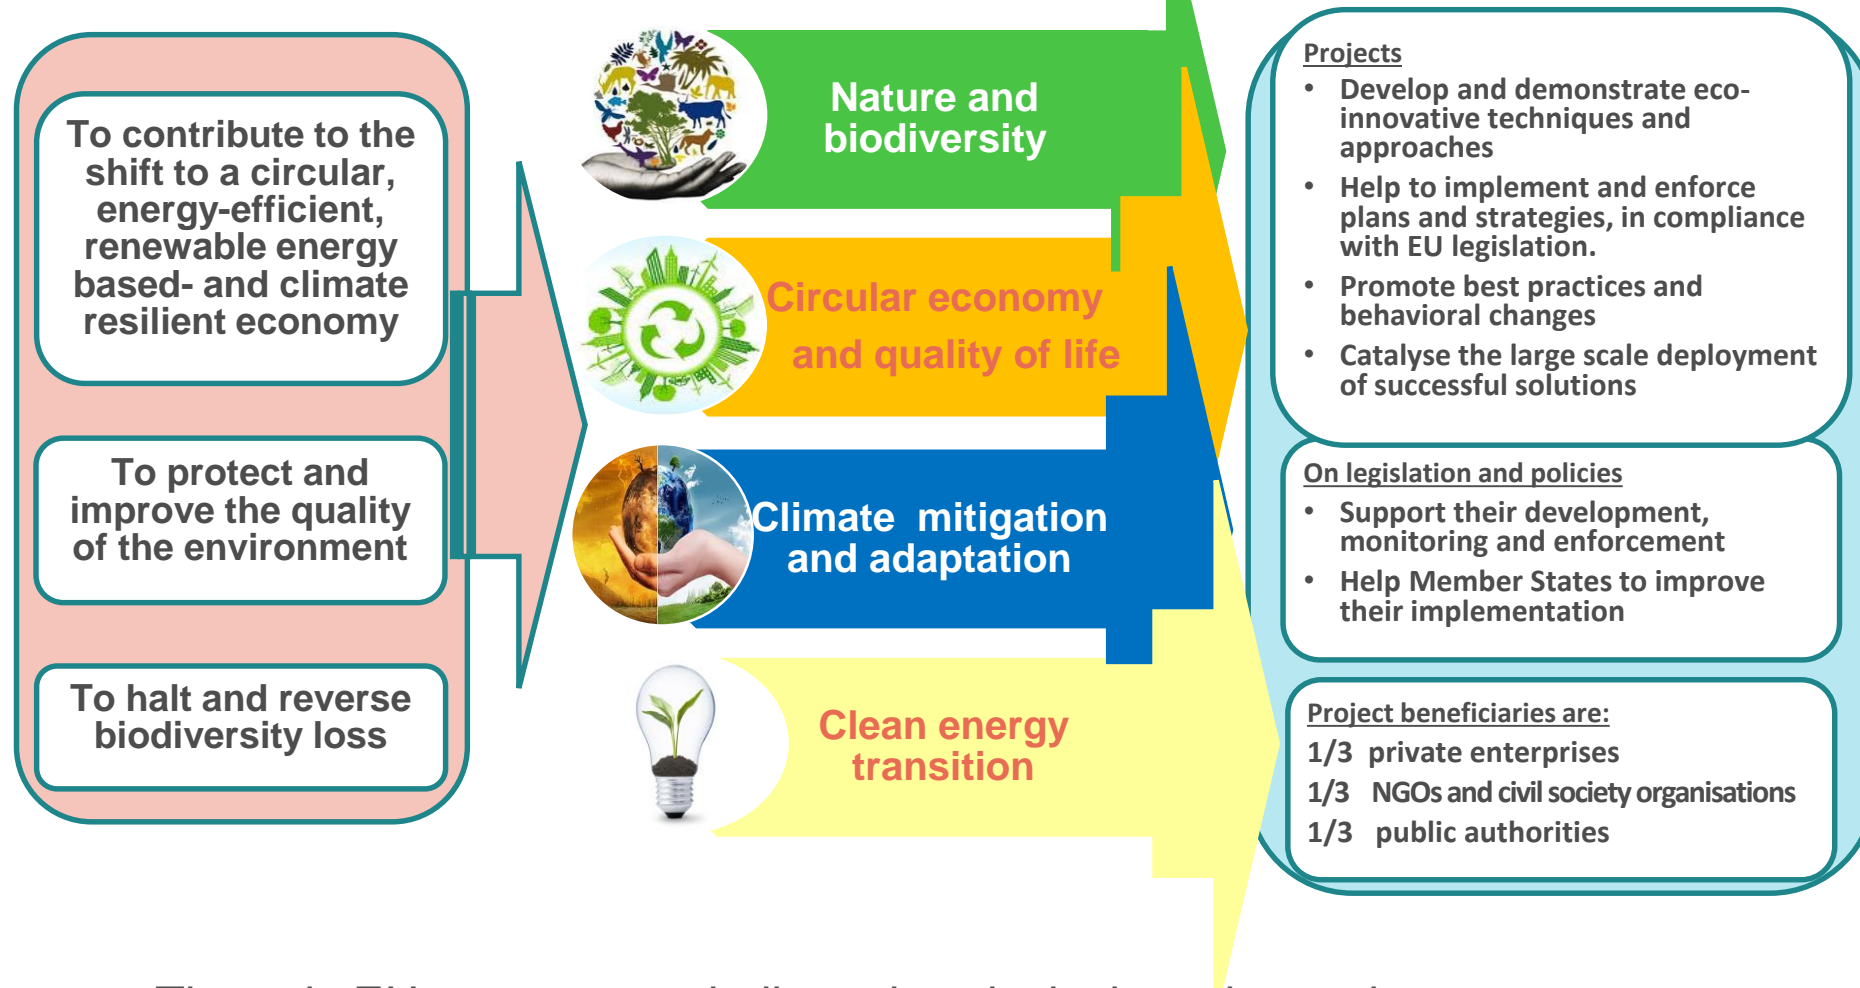 To contribute to the
shift to a circular,
energy-efficient,
renewable energy
based- and climate
resilient economy
To protect and
improve the quality
of the environment
To halt and reverse
biodiversity loss
Nature and
biodiversity
Circular economy
and quality of life
Climate mitigation
and adaptation
Clean energy
transition
Projects
• Develop and demonstrate eco-
innovative techniques and
approaches
• Help to implement and enforce
plans and strategies, in compliance
with EU legislation.
• Promote best practices and
behavioral changes
• Catalyse the large scale deployment
of successful solutions
On legislation and policies
• Support their development,
monitoring and enforcement
• Help Member States to improve
their implementation
Project beneficiaries are:
1/3 private enterprises
1/3 NGOs and civil society organisations
1/3 public authorities